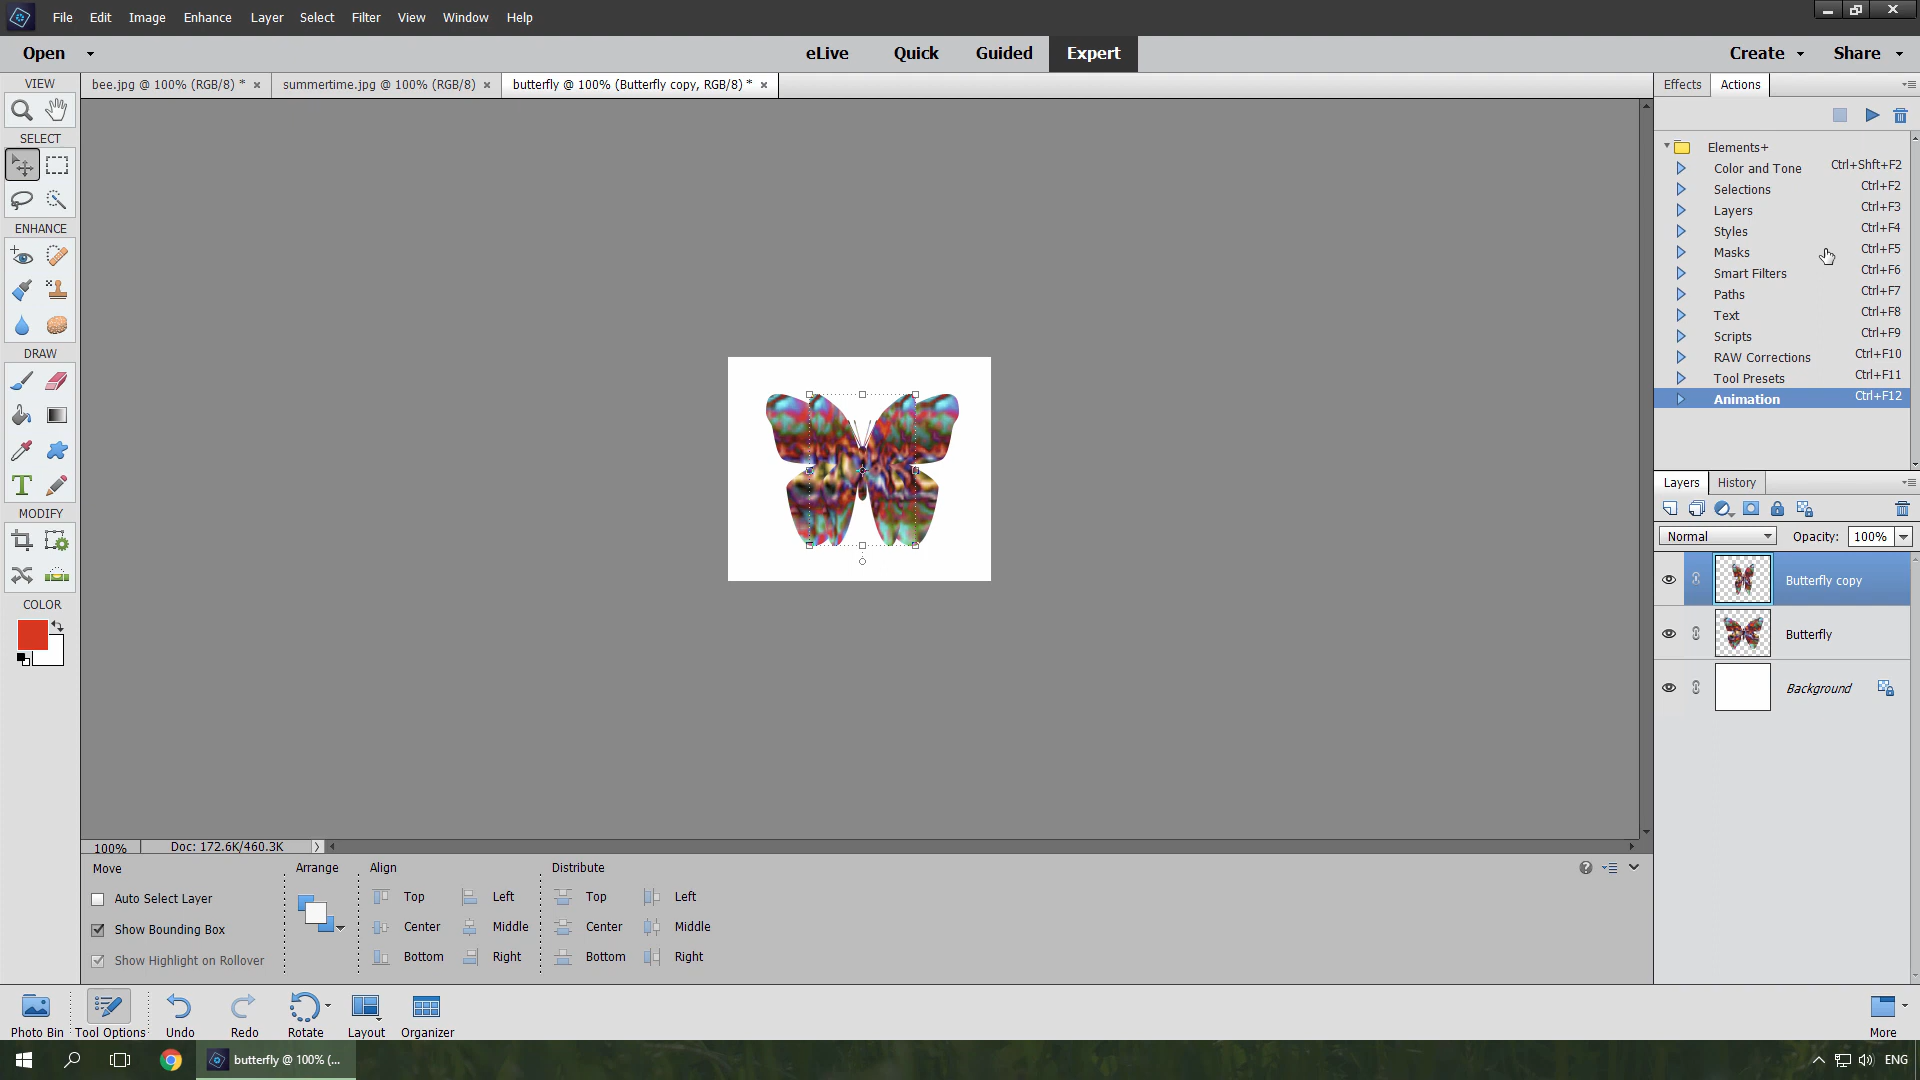 File Edit Image Enhance Layer Select Filter View Window Help
Open eLive Quick Guided Expert Create Share
VIEW
bee.jpg @ 100% (RGB/8) * × summertime.jpg @ 100% (RGB/8) × butterfly @ 100% (Butterfly copy, RGB/8) * ×
Effects Actions
SELECT
ENHANCE
DRAW
T
MODIFY
COLOR
Elements+
Color and Tone Ctrl+Shft+F2
Selections Ctrl+F2
Layers Ctrl+F3
Styles Ctrl+F4
Masks Ctrl+F5
Smart Filters Ctrl+F6
Paths Ctrl+F7
Text Ctrl+F8
Scripts Ctrl+F9
RAW Corrections Ctrl+F10
Tool Presets Ctrl+F11
Animation Ctrl+F12
Layers History
Normal Opacity: 100%
Butterfly copy
Butterfly
Background
100% Doc: 172.6K/460.3K
Move Arrange Align Distribute
Auto Select Layer Top Left Top Left
Show Bounding Box Center Middle Center Middle
Show Highlight on Rollover Bottom Right Bottom Right
Photo Bin Tool Options Undo Redo Rotate Layout Organizer More
butterfly @ 100% (... ENG